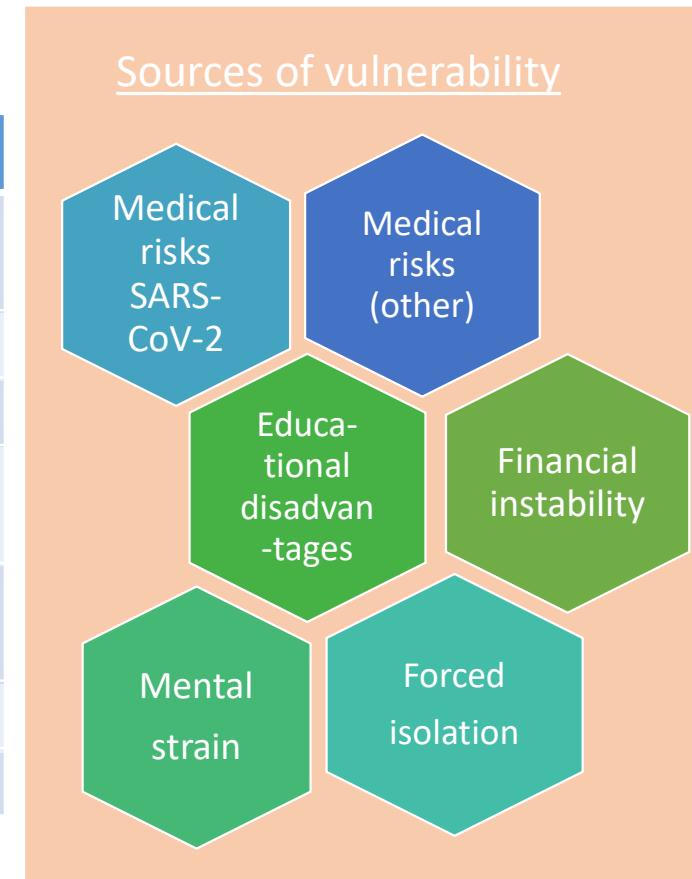 Sources of vulnerability
Medical
risks
SARS-
CoV-2
Medical
risks
(other)
Educa-
tional
disadvan
-tages
Financial
instability
Mental
strain
Forced
isolation